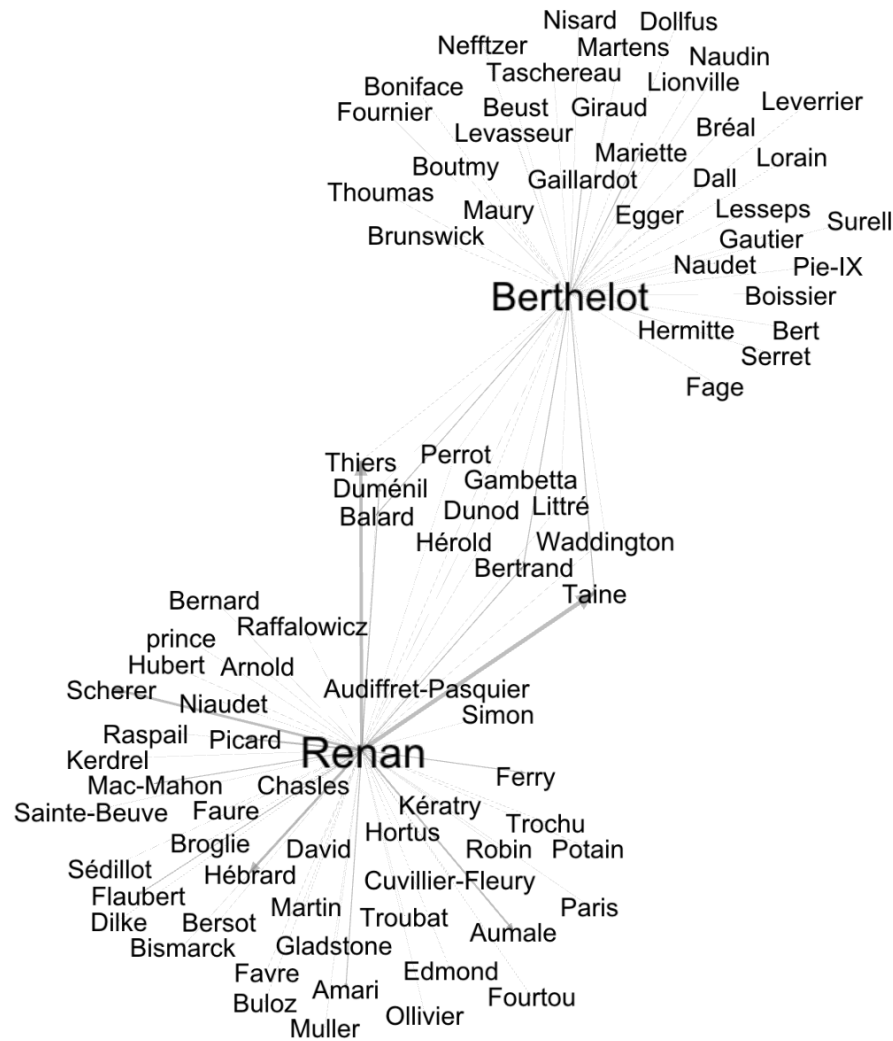 Nisard
Dollfus
Nefftzer
Martens
Naudin
Taschereau
Lionville
Boniface
Leverrier
Fournier
Beust
Giraud
Levasseur
Bréal
Mariette
Lorain
Boutmy
Gaillardot
Dall
Thoumas
Maury
Egger
Lesseps
Surell
Brunswick
Gautier
Naudet
Pie-IX
Berthelot
Boissier
Hermitte
Bert
Serret
Fage
Perrot
Thiers
Gambetta
Duménil
Littré
Dunod
Balard
Hérold
Waddington
Bertrand
Taine
Bernard
Raffalowicz
prince
Hubert
Arnold
Scherer
Niaudet
Audiffret-Pasquier
Simon
Raspail
Picard
Renan
Kerdrel
Ferry
Mac-Mahon
Chasles
Sainte-Beuve
Faure
Kératry
Trochu
Hortus
Broglie
David
Robin
Potain
Sédillot
Hébrard
Cuvillier-Fleury
Flaubert
Martin
Paris
Dilke
Bersot
Troubat
Aumale
Bismarck
Gladstone
Favre
Edmond
Buloz
Amari
Fourtou
Muller
Ollivier